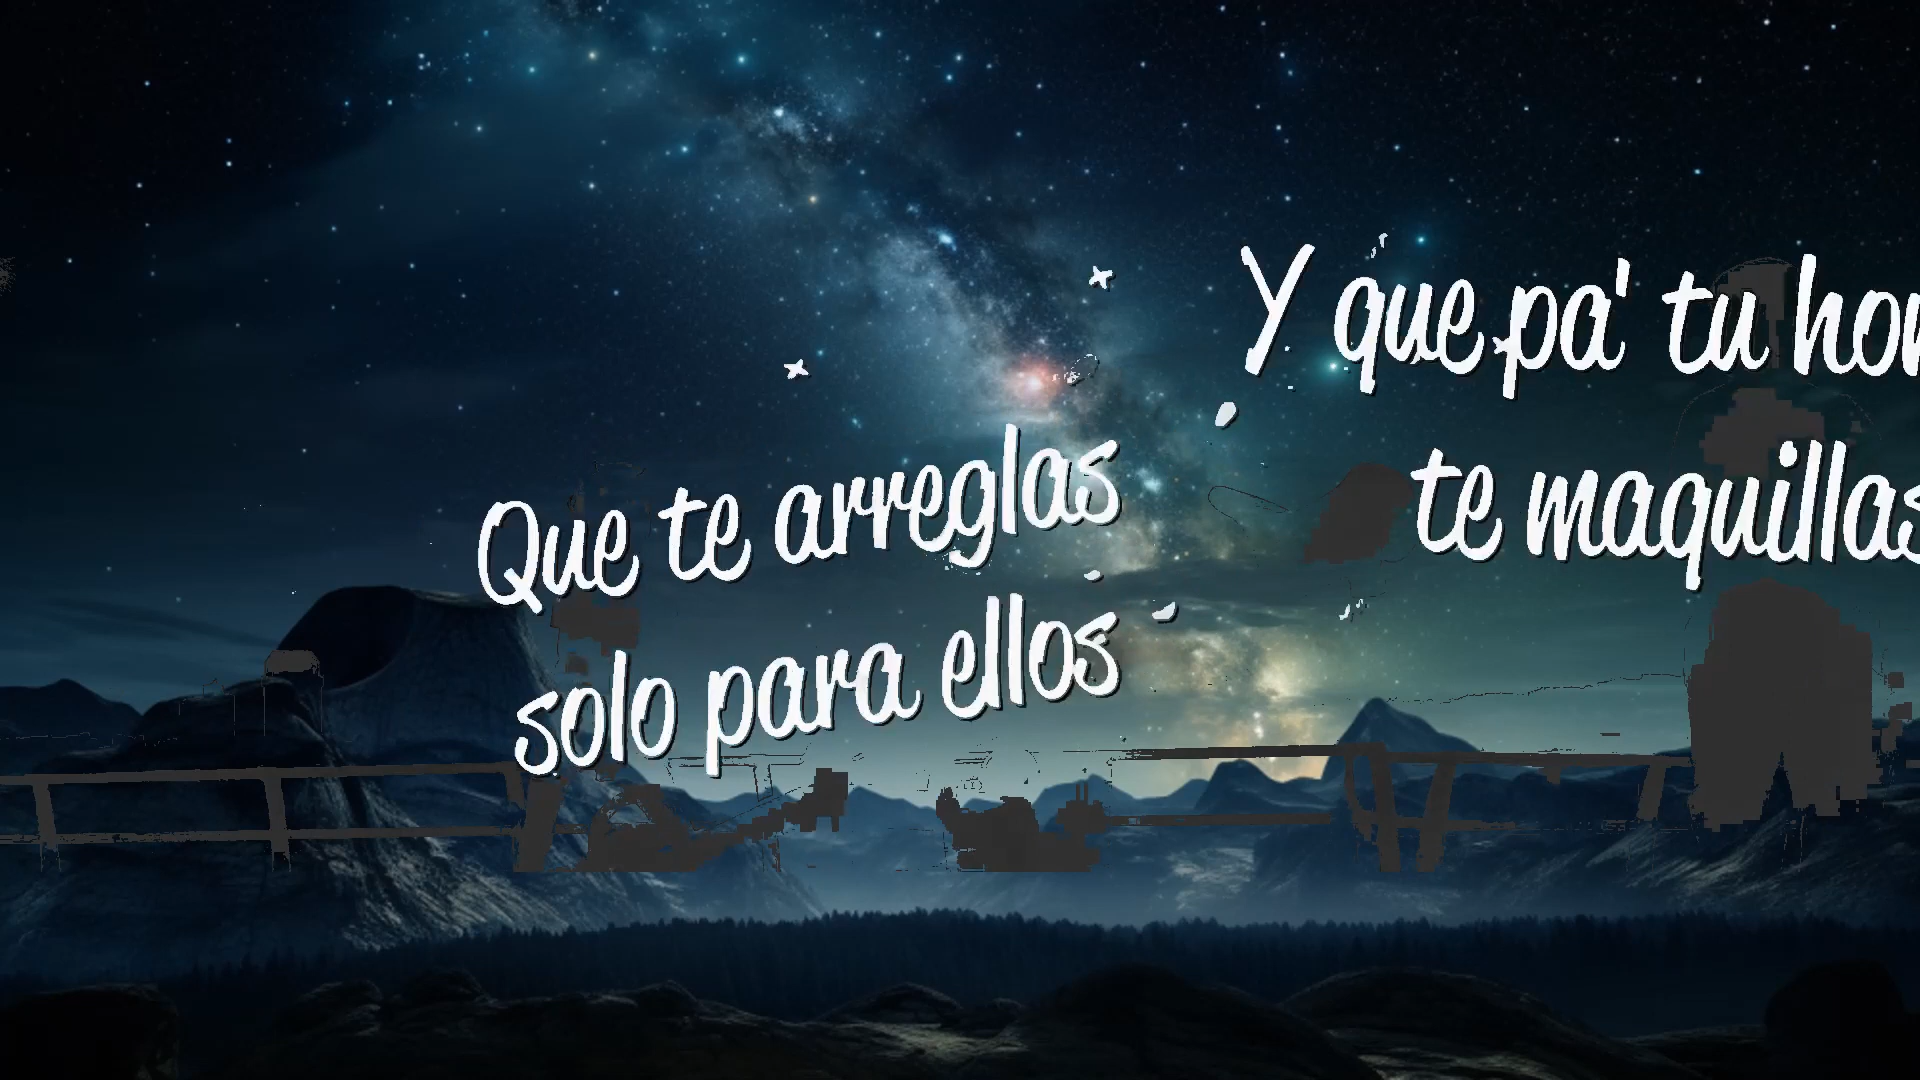 Que te arreglas
solo para ellos
Y que pa' tu
te maquillas